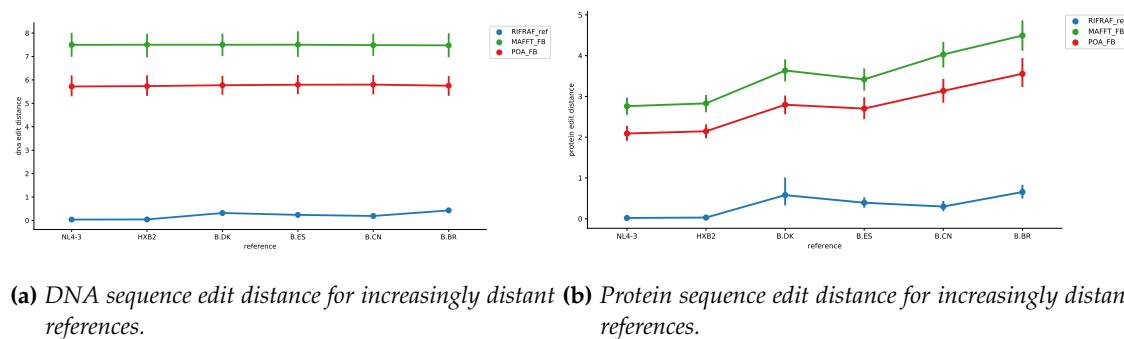 8
7
6
5
4
3
2
1
0
dna edit distance
NL4-3 HXB2 B.DK B.ES B.CN B.BR
reference
RIFRAF_ref
MAFFT_FB
POA_FB
5
4
3
2
1
0
protein edit distance
NL4-3 HXB2 B.DK B.ES B.CN B.BR
reference
RIFRAF_re
MAFFT_FB
POA_FB
(a) DNA sequence edit distance for increasingly distant
references.
(b) Protein sequence edit distance for increasingly distan
references.